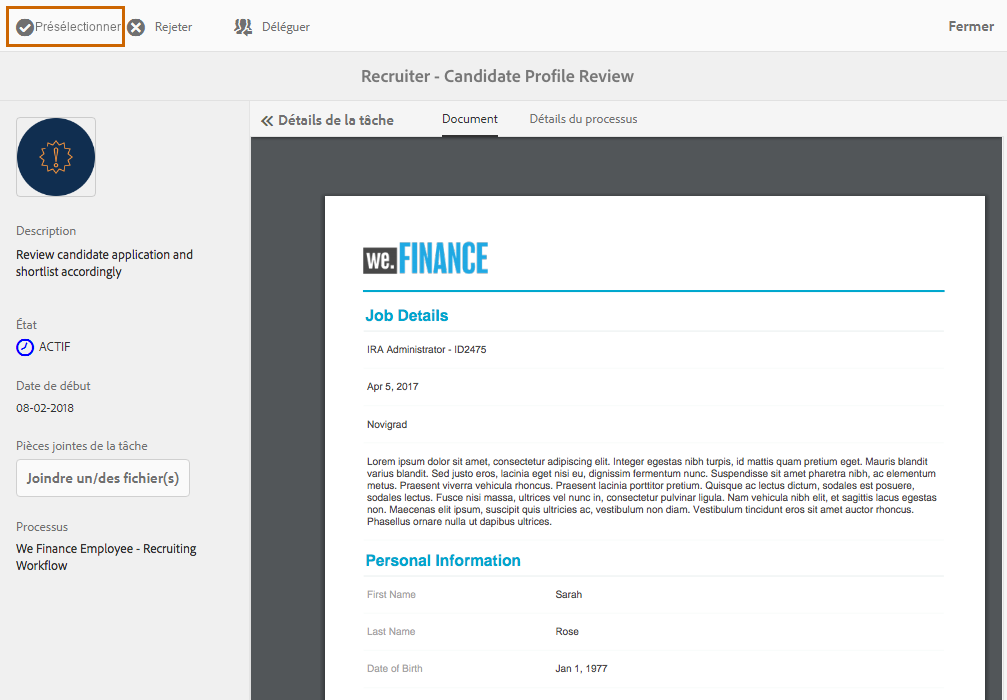 Présélectionner
Rejeter
Déléguer
Fermer
Recruiter - Candidate Profile Review
Détails de la tâche
Document
Détails du processus
Description
Review candidate application and
shortlist accordingly
État
ACTIF
Date de début
08-02-2018
Pièces jointes de la tâche
Joindre un/des fichier(s)
Processus
We Finance Employee - Recruiting
Workflow
we.FINANCE
Job Details
IRA Administrator - ID2475
Apr 5, 2017
Novigrad
Lorem ipsum dolor sit amet, consectetur adipiscing elit. Integer egestas nibh turpis, id mattis quam pretium eget. Mauris blandit
varius blandit. Sed justo eros, lacinia eget nisi eu, dignissim fermentum nunc. Suspendisse sit amet pharetra nibh, ac elementum
metus. Praesent viverra vehicula rhoncus. Praesent lacinia porttitor pretium. Quisque ac lectus dictum, sodales est posuere,
sodales lectus. Fusce nisi massa, ultrices vel nunc in, consectetur pulvinar ligula. Nam vehicula nibh elit, et sagittis lacus egestas
non. Maecenas elit ipsum, suscipit quis ultricies ac, vestibulum non diam. Vestibulum tincidunt eros sit amet auctor rhoncus.
Phasellus ornare nulla ut dapibus ultrices.
Personal Information
First Name Sarah
Last Name Rose
Date of Birth Jan 1, 1977